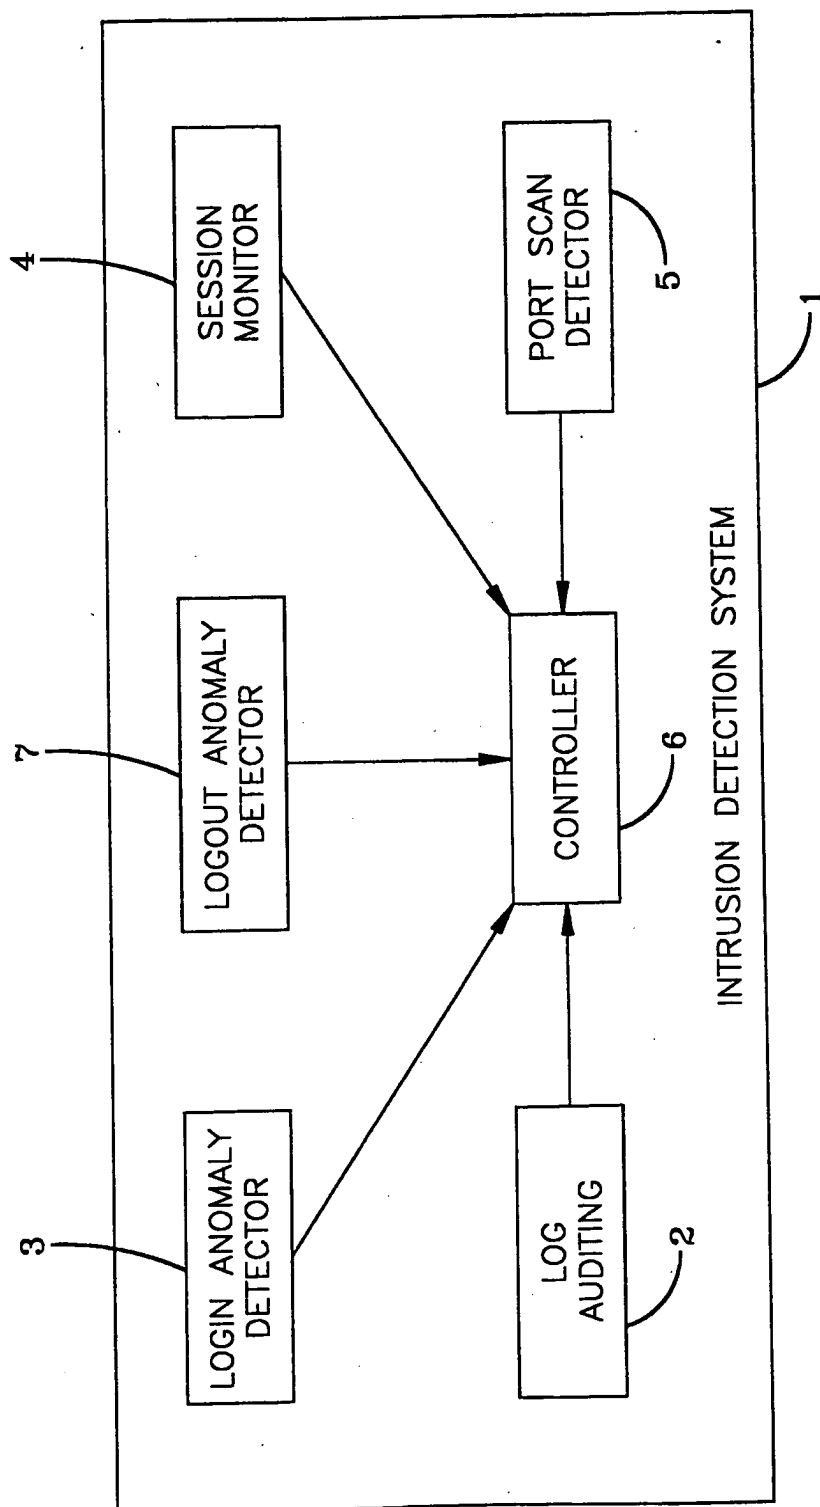 3
7
4
LOGIN ANOMALY
DETECTOR
LOGOUT ANOMALY
DETECTOR
SESSION
MONITOR
LOG
AUDITING
CONTROLLER
PORT SCAN
DETECTOR
2
6
5
INTRUSION DETECTION SYSTEM
1